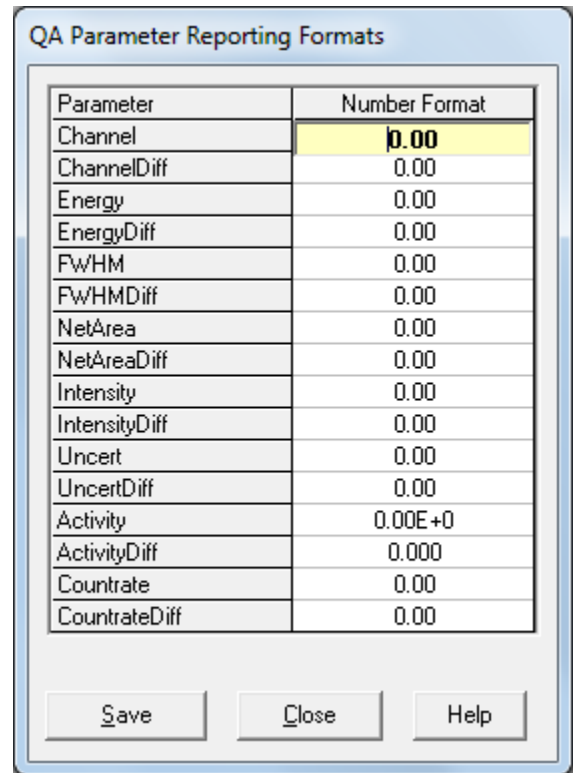 QA Parameter Reporting Formats
Parameter Number Format
Channel 0.00
ChannelDiff 0.00
Energy 0.00
EnergyDiff 0.00
FWHM 0.00
FWHMDiff 0.00
NetArea 0.00
NetAreaDiff 0.00
Intensity 0.00
IntensityDiff 0.00
Uncert 0.00
UncertDiff 0.00
Activity 0.00E+0
ActivityDiff 0.000
Countrate 0.00
CountrateDiff 0.00
Save Close Help